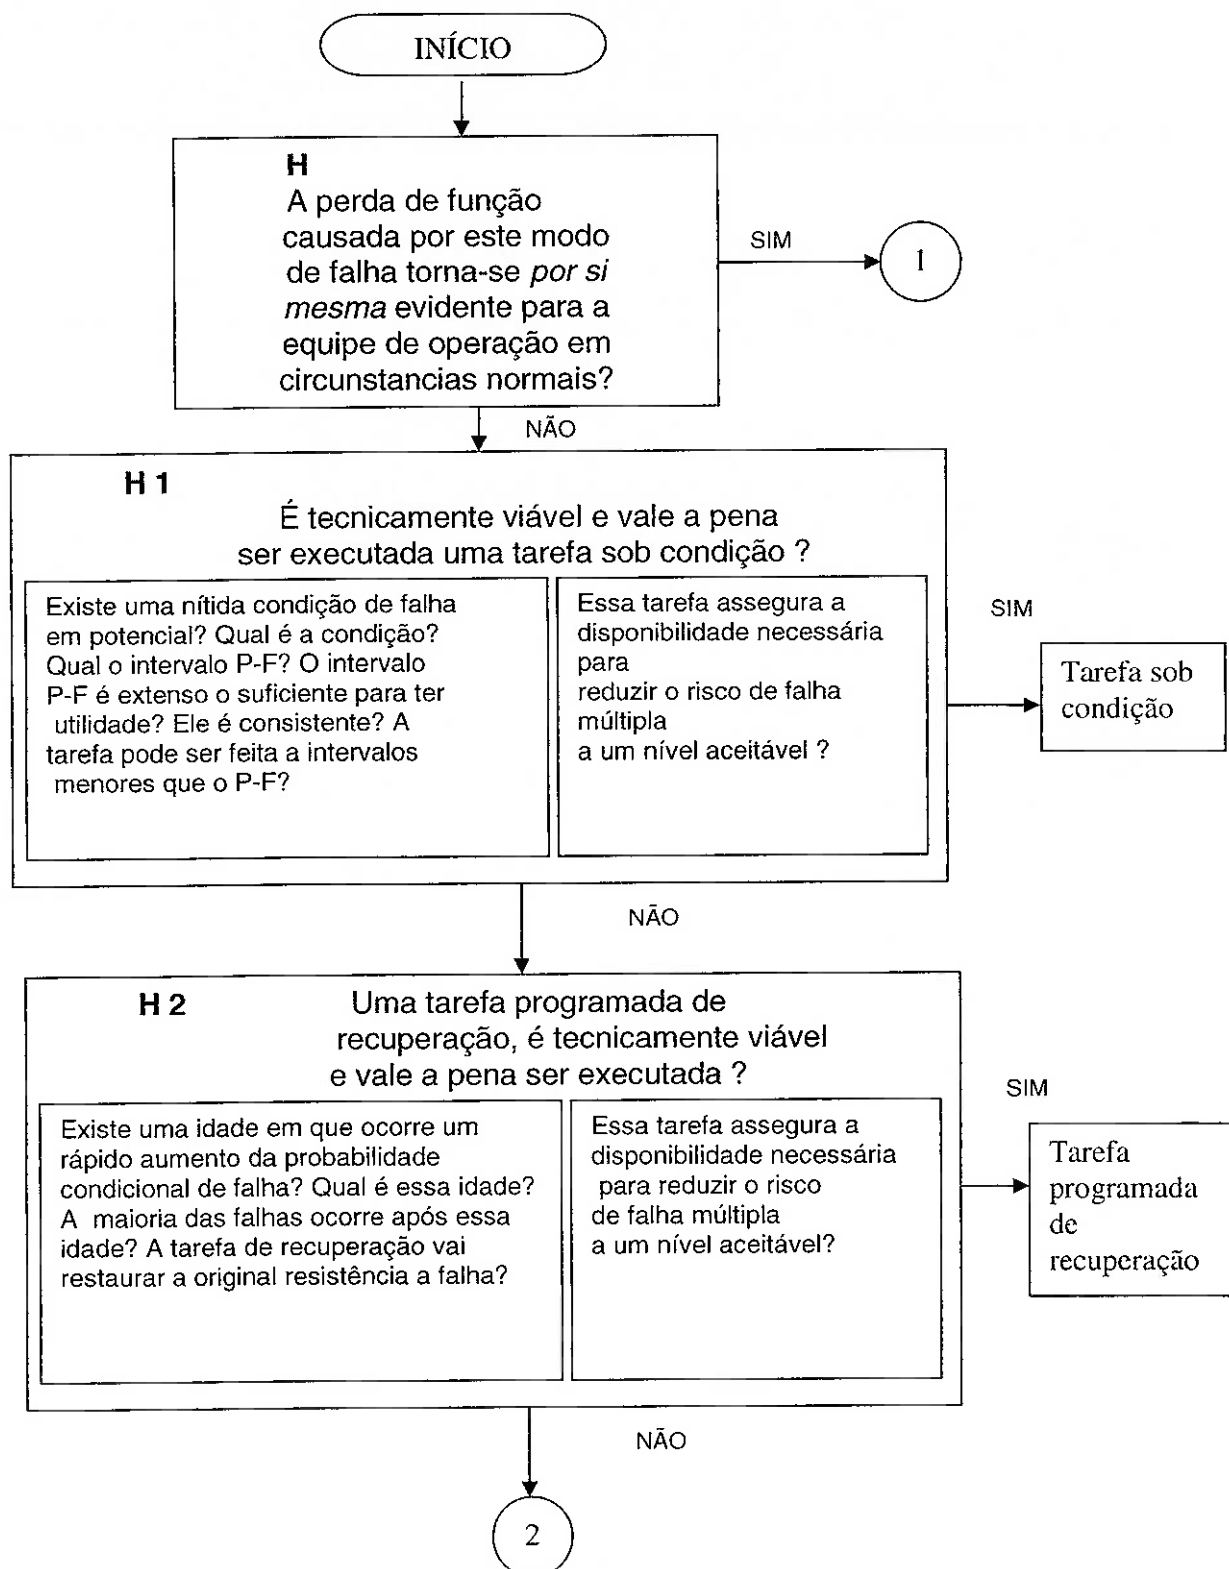 INÍCIO
H
A perda de função
causada por este modo
de falha torna-se por si
mesma evidente para a
equipe de operação em
circunstancias normais?
SIM
1
NÃO
H 1
É tecnicamente viável e vale a pena
ser executada uma tarefa sob condição ?
Existe uma nítida condição de falha
em potencial? Qual é a condição?
Qual o intervalo P-F? O intervalo
P-F é extenso o suficiente para ter
utilidade? Ele é consistente? A
tarefa pode ser feita a intervalos
menores que o P-F?
Essa tarefa assegura a
disponibilidade necessária
para
reduzir o risco de falha
múltipla
a um nível aceitável ?
SIM
Tarefa sob
condição
NÃO
H 2
Uma tarefa programada de
recuperação, é tecnicamente viável
e vale a pena ser executada ?
Existe uma idade em que ocorre um
rápido aumento da probabilidade
condicional de falha? Qual é essa idade?
A maioria das falhas ocorre após essa
idade? A tarefa de recuperação vai
restaurar a original resistência a falha?
Essa tarefa assegura a
disponibilidade necessária
para reduzir o risco
de falha múltipla
a um nível aceitável?
SIM
Tarefa
programada
de
recuperação
NÃO
2